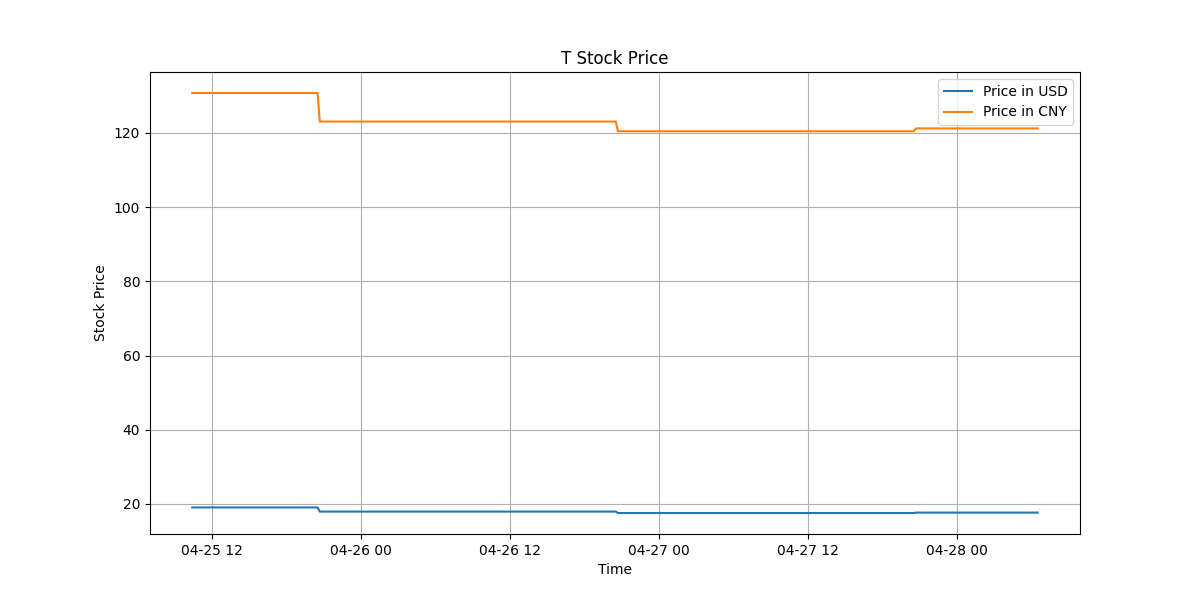 T Stock Price
Price in USD
Price in CNY
120
100
80
60
40
20
Stock Price
04-25 12
04-26 00
04-26 12
04-27 00
04-27 12
04-28 00
Time